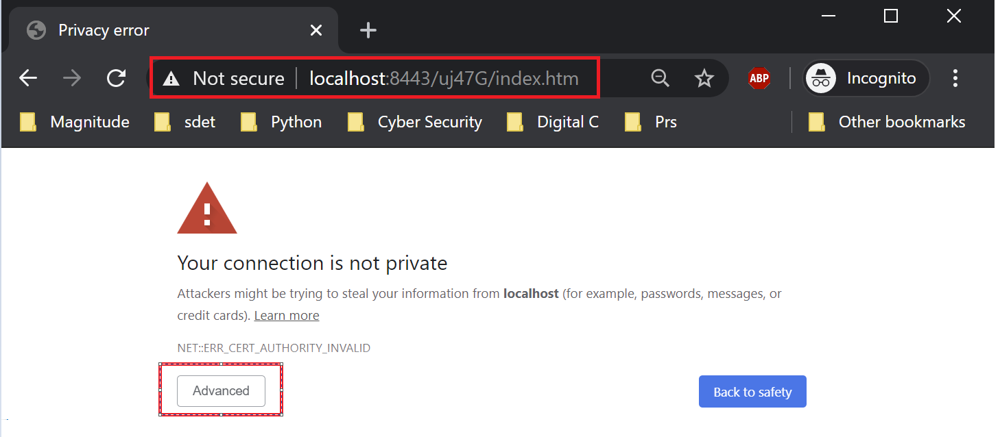 Privacy error
Not secure localhost:8443/uj47G/index.htm ABP Incognito
Magnitude sdet Python Cyber Security Digital C Prs Other bookmarks
Your connection is not private
Attackers might be trying to steal your information from localhost (for example, passwords, messages, or
credit cards). Learn more
NET::ERR_CERT_AUTHORITY_INVALID
Advanced Back to safety